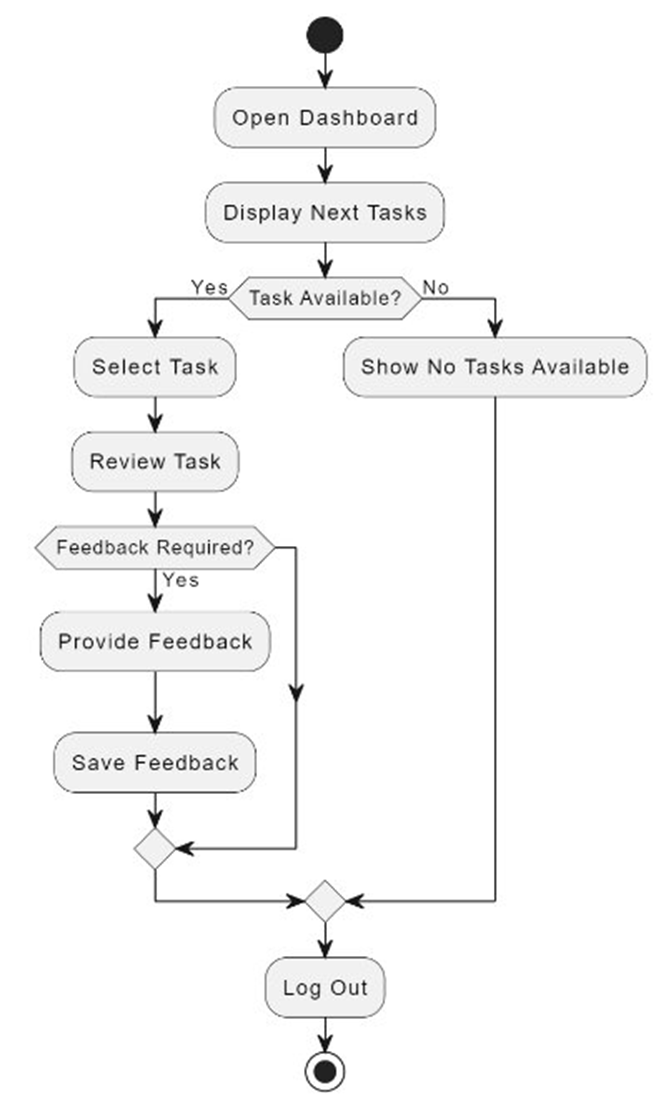 Open Dashboard
Display Next Tasks
Yes
Task Available?
No
Select Task
Show No Tasks Available
Review Task
Feedback Required?
Yes
Provide Feedback
Save Feedback
Log Out